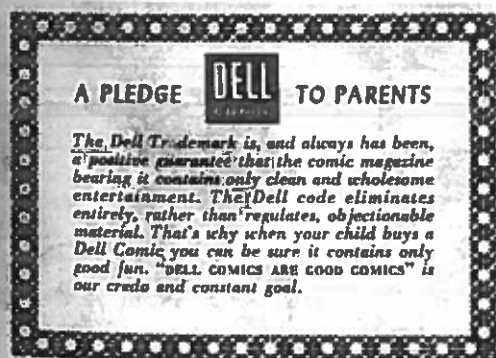 A PLEDGE DELL TO PARENTS
The Dell Trademark is, and always has been,
a positive guarantee that the comic magazine
bearing it contains only clean and wholesome
entertainment. The Dell code eliminates
entirely, rather than regulates, objectionable
material. That's why when your child buys a
Dell Comic you can be sure it contains only
good fun. "DELL COMICS ARE GOOD COMICS" is
our credo and constant goal.